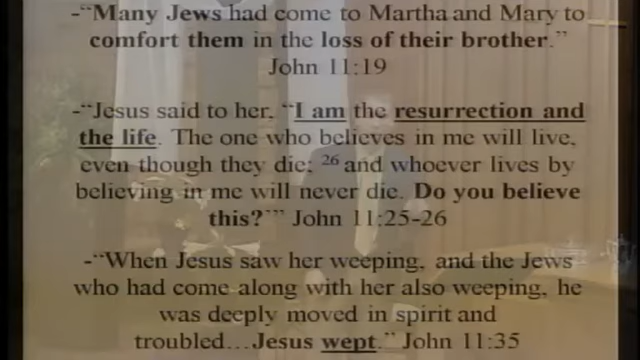 -“Many Jews had come to Martha and Mary to
comfort them in the loss of their brother.”
John 11:19
-“Jesus said to her, “I am the resurrection and
the life. The one who believes in me will live,
even though they die; 26 and whoever lives by
believing in me will never die. Do you believe
this?”” John 11:25-26
-“When Jesus saw her weeping, and the Jews
who had come along with her also weeping, he
was deeply moved in spirit and
troubled…Jesus wept.” John 11:35